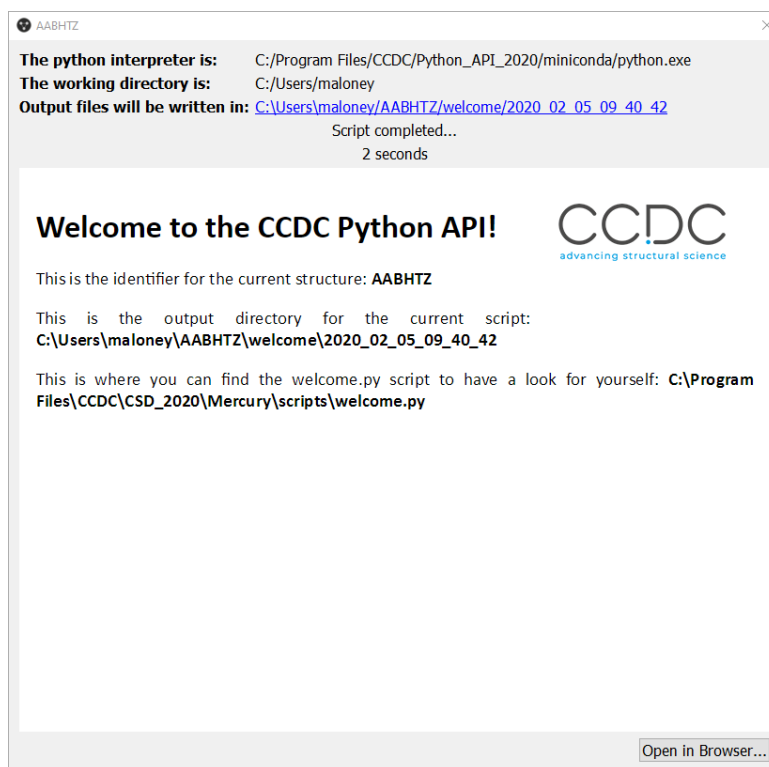 AABHTZ
The python interpreter is: C:/Program Files/CCDC/Python_API_2020/miniconda/python.exe
The working directory is: C:/Users/maloney
Output files will be written in: C:\Users\maloney/AABHTZ/welcome/2020_02_05_09_40_42
Script completed...
2 seconds
Welcome to the CCDC Python API!
CCDC
advancing structural science
This is the identifier for the current structure: AABHTZ
This is the output directory for the current script:
C:\Users\maloney\AABHTZ\welcome\2020_02_05_09_40_42
This is where you can find the welcome.py script to have a look for yourself: C:\Program
Files\CCDC\CSD_2020\Mercury\scripts\welcome.py
Open in Browser...